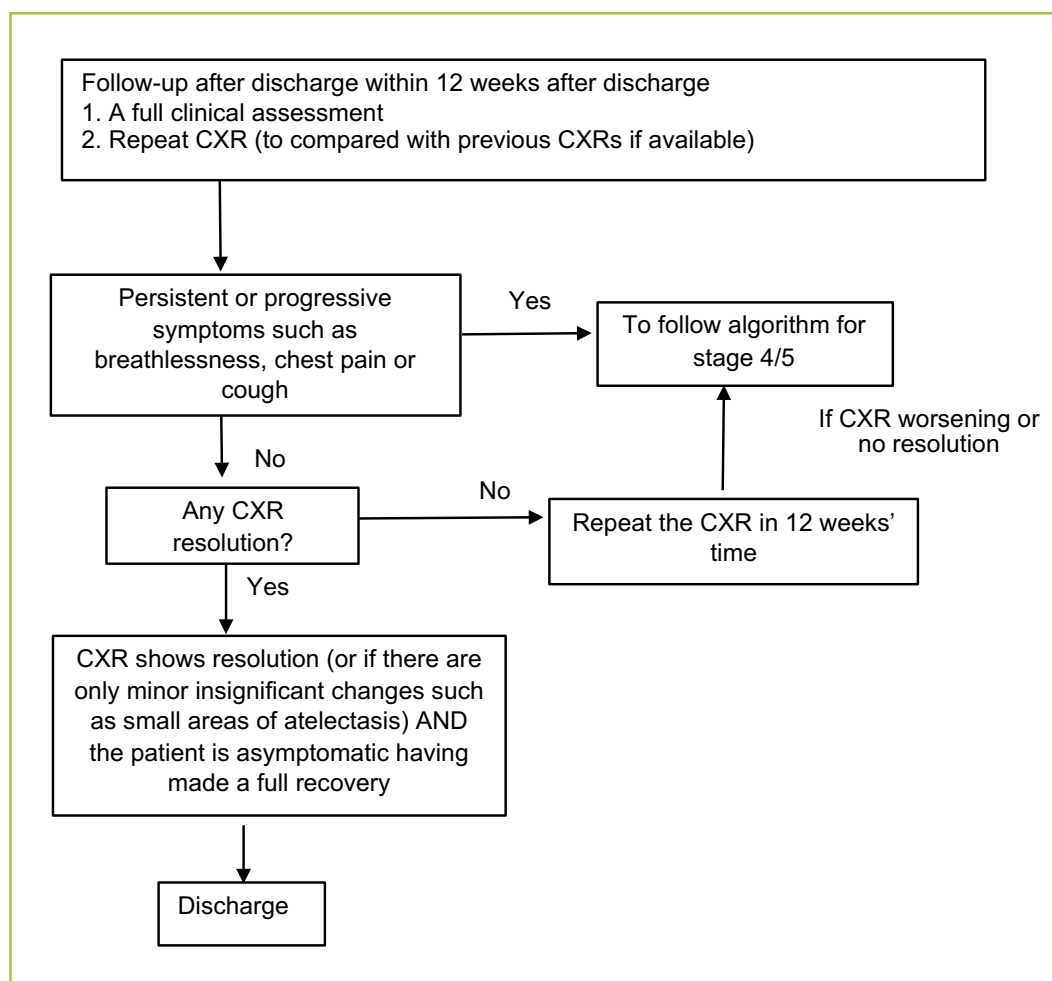 Follow-up after discharge within 12 weeks after discharge
1. A full clinical assessment
2. Repeat CXR (to compared with previous CXRs if available)
Persistent or progressive
symptoms such as
breathlessness, chest pain or
cough
Yes
To follow algorithm for
stage 4/5
If CXR worsening or
no resolution
No
Any CXR
resolution?
No
Repeat the CXR in 12 weeks’
time
Yes
CXR shows resolution (or if there are
only minor insignificant changes such
as small areas of atelectasis) AND
the patient is asymptomatic having
made a full recovery
Discharge